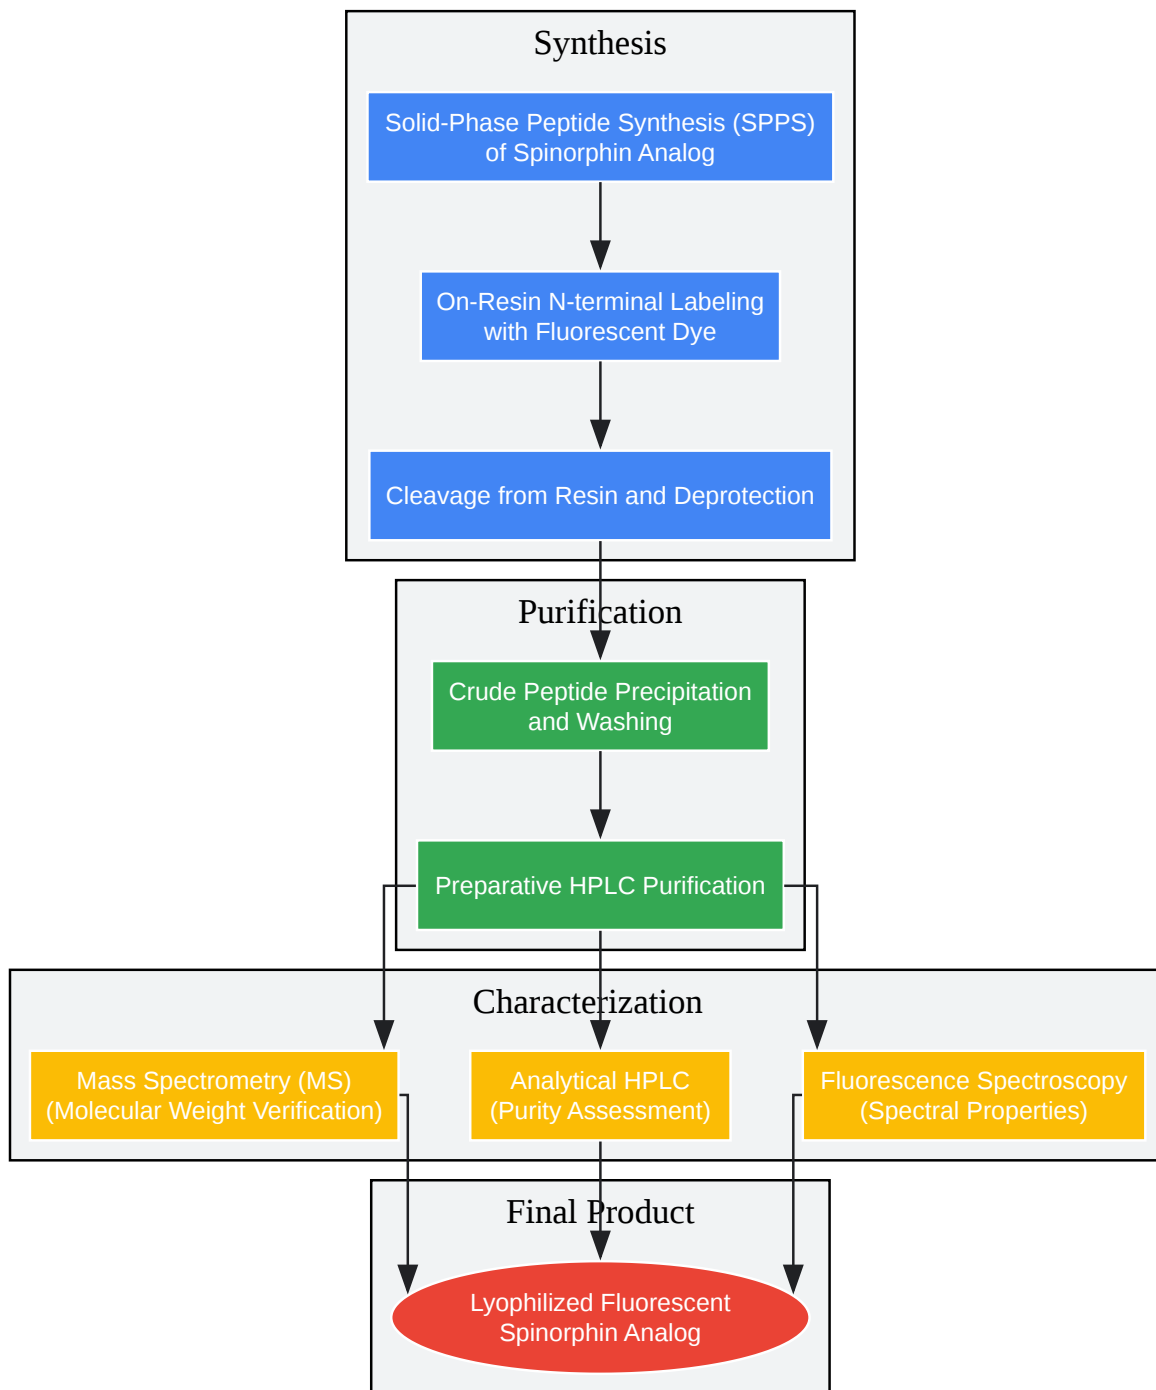 Synthesis
Solid-Phase Peptide Synthesis (SPPS)
of Spinorphin Analog
On-Resin N-terminal Labeling
with Fluorescent Dye
Cleavage from Resin and Deprotection
Purification
Crude Peptide Precipitation
and Washing
Preparative HPLC Purification
Characterization
Mass Spectrometry (MS)
(Molecular Weight Verification)
Analytical HPLC
(Purity Assessment)
Fluorescence Spectroscopy
(Spectral Properties)
Final Product
Lyophilized Fluorescent
Spinorphin Analog